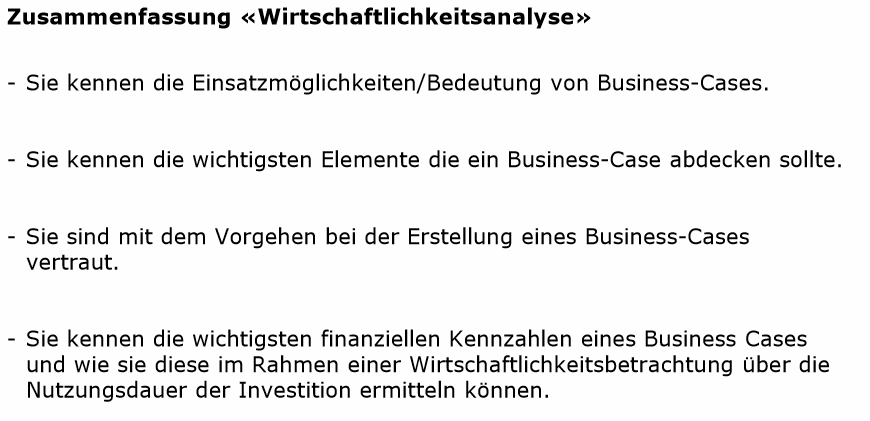 Zusammenfassung «Wirtschaftlichkeitsanalyse»
- Sie kennen die Einsatzmöglichkeiten/Bedeutung von Business-Cases.
- Sie kennen die wichtigsten Elemente die ein Business-Case abdecken sollte.
- Sie sind mit dem Vorgehen bei der Erstellung eines Business-Cases
vertraut.
- Sie kennen die wichtigsten finanziellen Kennzahlen eines Business Cases
und wie sie diese im Rahmen einer Wirtschaftlichkeitsbetrachtung über die
Nutzungsdauer der Investition ermitteln können.